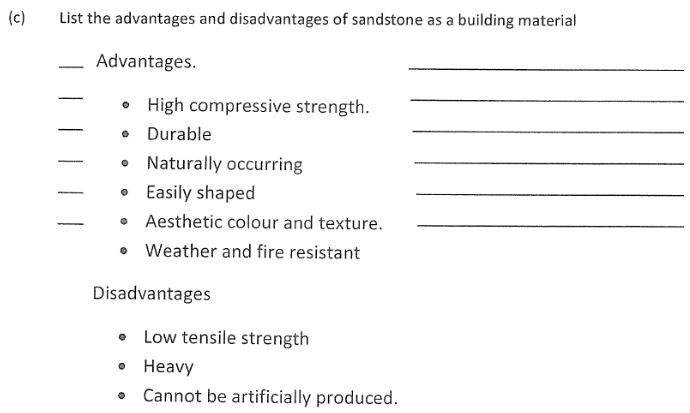 (c) List the advantages and disadvantages of sandstone as a building material
Advantages.
• High compressive strength.
• Durable
• Naturally occurring
• Easily shaped
• Aesthetic colour and texture.
• Weather and fire resistant
Disadvantages
• Low tensile strength
• Heavy
• Cannot be artificially produced.